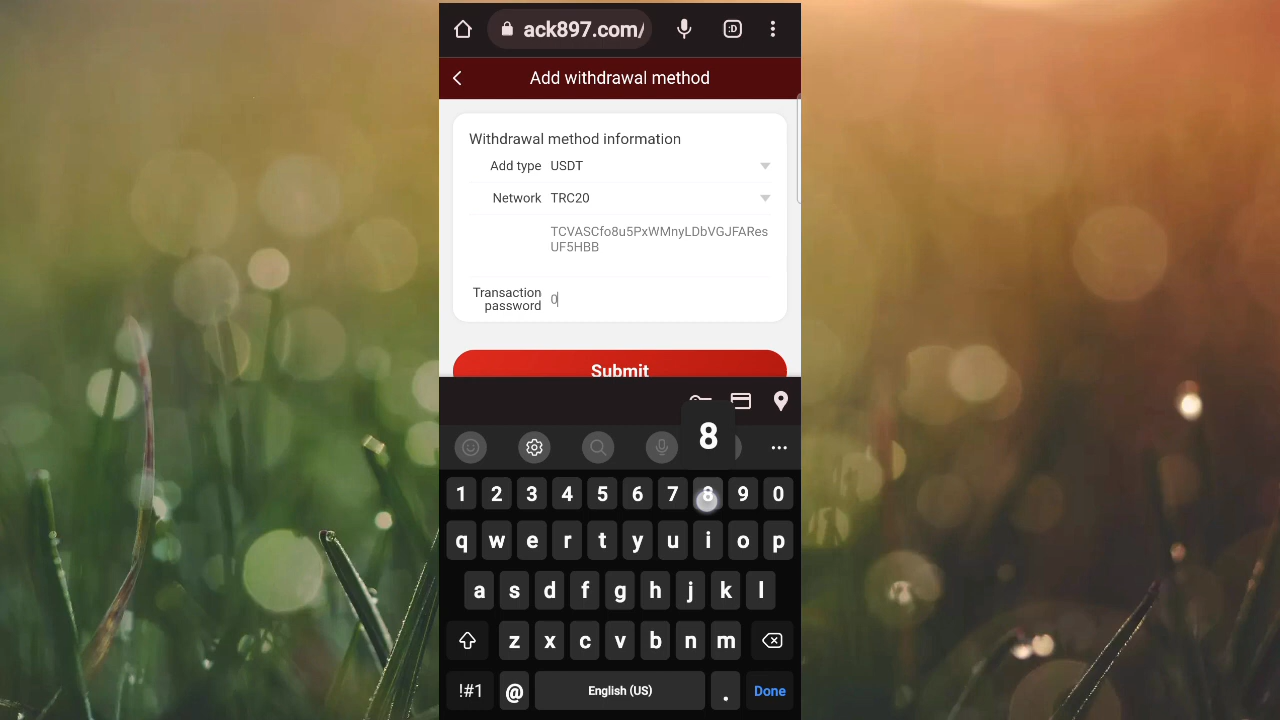 ack897.com/
:D
Add withdrawal method
Withdrawal method information
Add type USDT
Network TRC20
TCVASCfo8u5PxWMnyLDbVGJFARes
UF5HBB
Transaction
password 0
Submit
8
1 2 3 4 5 6 7 8 9 0
q w e r t y u i o p
a s d f g h j k l
z x c v b n m
!#1 @ English (US) . Done